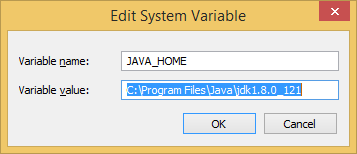 Edit System Variable
Variable name: JAVA_HOME
Variable value: C:\Program Files\Java\jdk1.8.0_121
OK Cancel